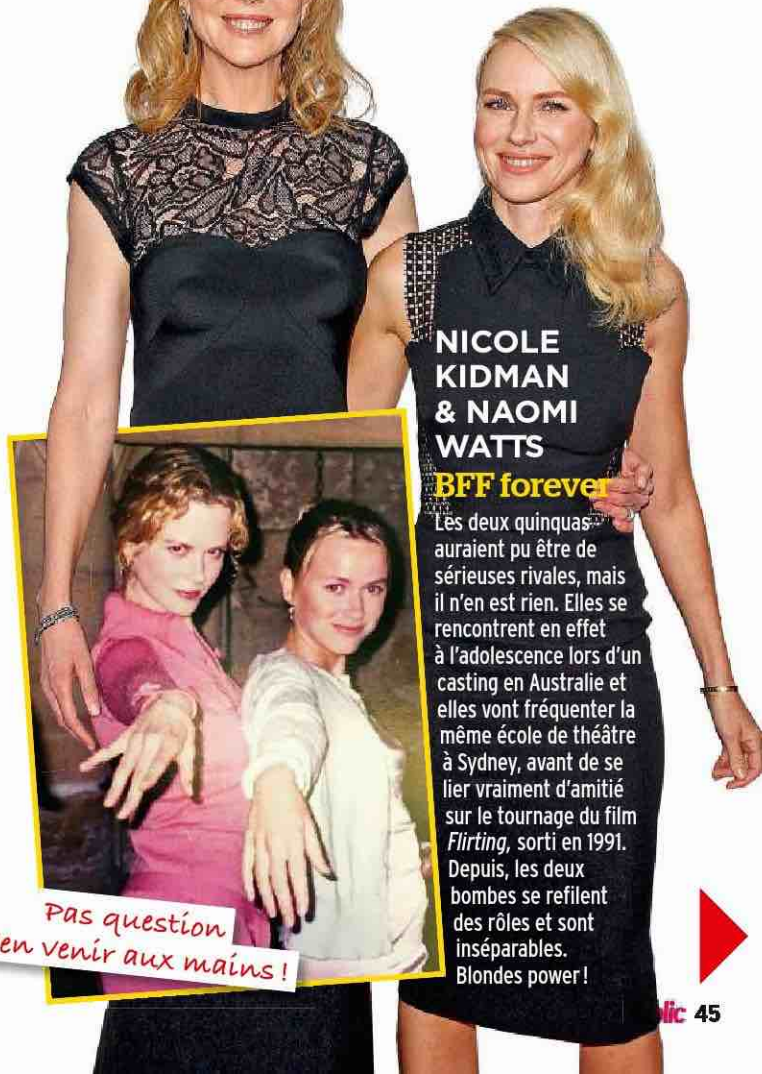 NICOLE
KIDMAN
& NAOMI
WATTS
BFF forever
Les deux quinquas
auraient pu être de
sérieuses rivales, mais
il n'en est rien. Elles se
rencontrent en effet
à l'adolescence lors d'un
casting en Australie et
elles vont fréquenter la
même école de théâtre
à Sydney, avant de se
lier vraiment d'amitié
sur le tournage du film
Flirting, sorti en 1991.
Depuis, les deux
bombes se refilent
des rôles et sont
inséparables.
Blondes power !
Pas question
en venir aux mains !
lic 45